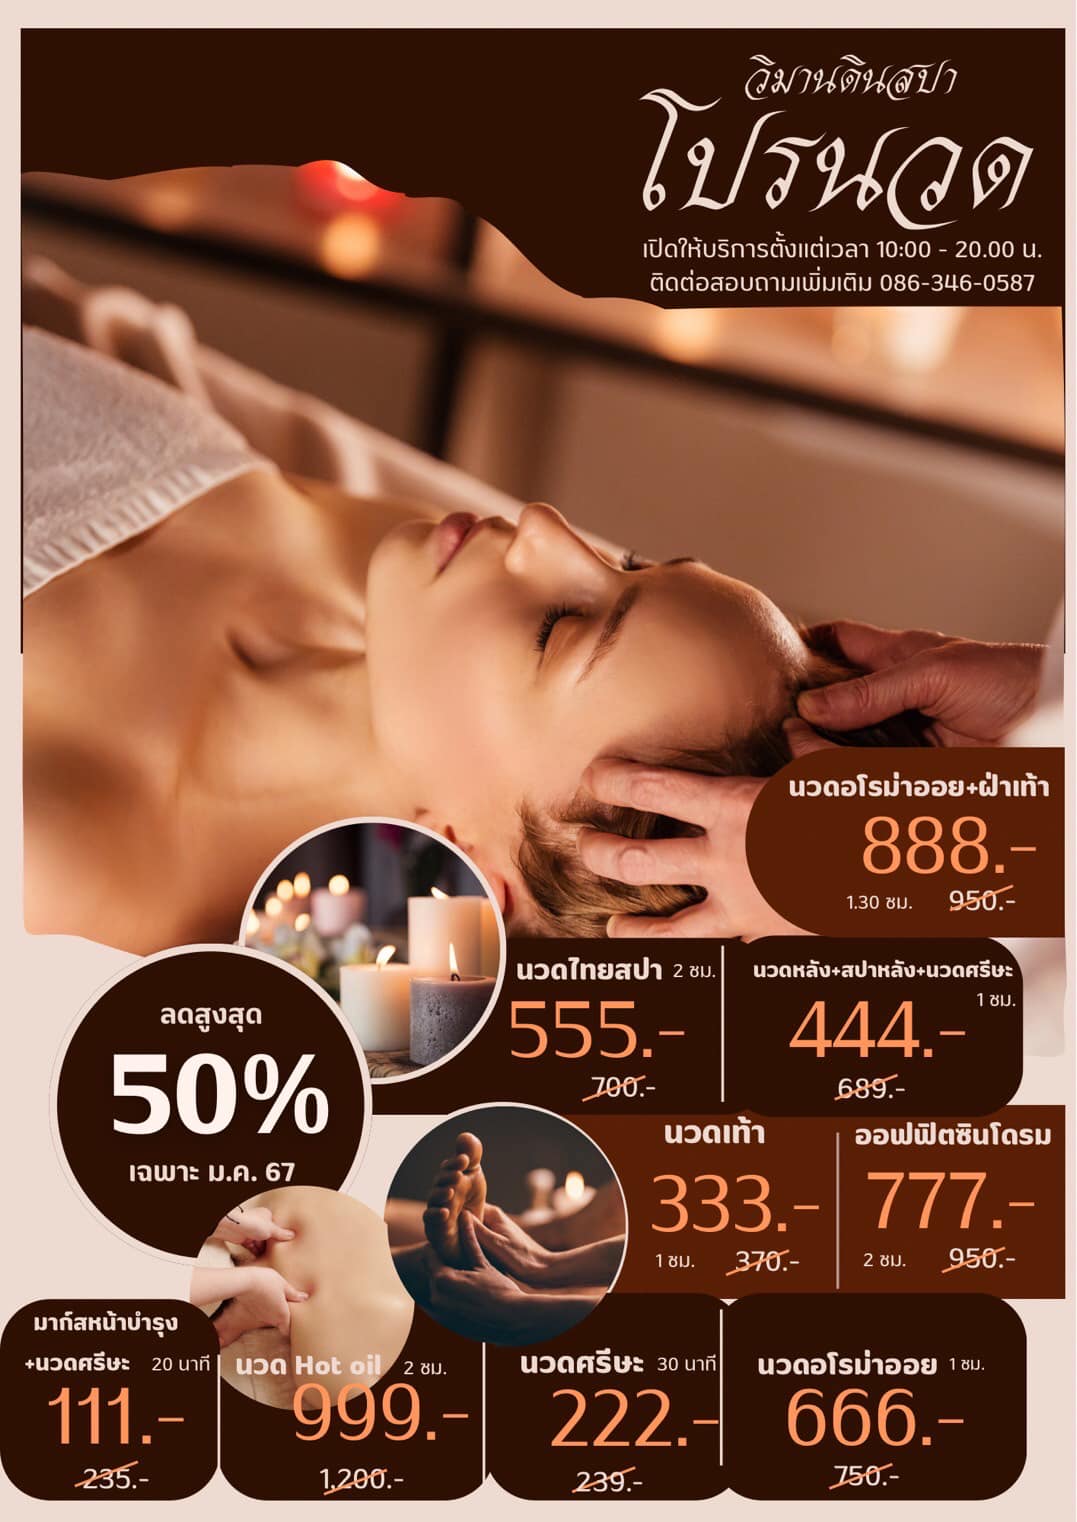 วิมานดินสปา
โปรนวด
เปิดให้บริการตั้งแต่เวลา 10:00 - 20.00 น.
ติดต่อสอบถามเพิ่มเติม 086-346-0587
นวดอโรม่าออย+ฝ่าเท้า
888.-
1.30 ชม. 950.-
นวดไทยสปา 2 ชม.
555.-
700.-
นวดหลัง+สปาหลัง+นวดศรีษะ
1 ชม.
444.-
689.-
ลดสูงสุด
50%
เฉพาะ ม.ค. 67
นวดเท้า
333.-
1 ชม. 370.-
ออฟฟิตซินโดรม
777.-
2 ชม. 950.-
มาก์สหน้าบำรุง
+นวดศรีษะ 20 นาที
111.-
235.-
นวด Hot oil 2 ชม.
999.-
1,200.-
นวดศรีษะ 30 นาที
222.-
239.-
นวดอโรม่าออย 1 ชม.
666.-
750.-